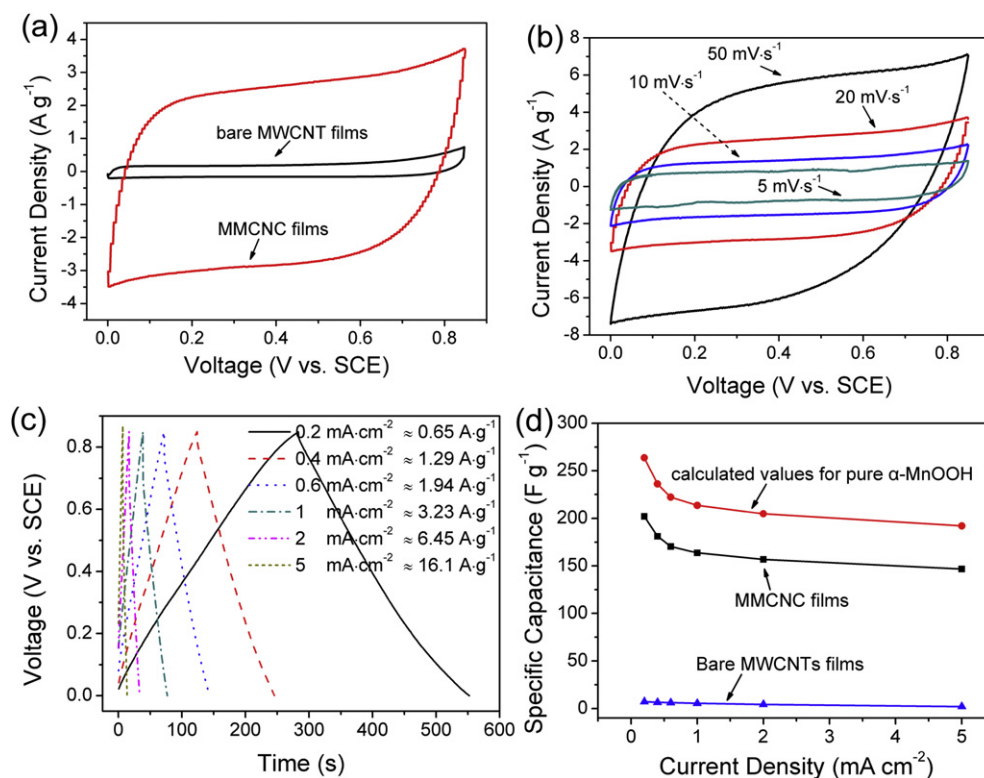 (a)
4
3
2
1
0
-1
-2
-3
-4
Current Density (A g⁻¹)
bare MWCNT films
MMCNC films
0.0 0.2 0.4 0.6 0.8
Voltage (V vs. SCE)
(b)
8
6
4
2
0
-2
-4
-6
-8
Current Density (A g⁻¹)
50 mV·s⁻¹
10 mV·s⁻¹
20 mV·s⁻¹
5 mV·s⁻¹
0.0 0.2 0.4 0.6 0.8
Voltage (V vs. SCE)
(c)
1.0
0.8
0.6
0.4
0.2
0.0
Voltage (V vs. SCE)
0.2 mA·cm⁻² ≈ 0.65 A·g⁻¹
0.4 mA·cm⁻² ≈ 1.29 A·g⁻¹
0.6 mA·cm⁻² ≈ 1.94 A·g⁻¹
1 mA·cm⁻² ≈ 3.23 A·g⁻¹
2 mA·cm⁻² ≈ 6.45 A·g⁻¹
5 mA·cm⁻² ≈ 16.1 A·g⁻¹
0 100 200 300 400 500 600
Time (s)
(d)
300
250
200
150
100
50
0
Specific Capacitance (F g⁻¹)
calculated values for pure α-MnOOH
MMCNC films
Bare MWCNTs films
0 1 2 3 4 5
Current Density (mA cm⁻²)